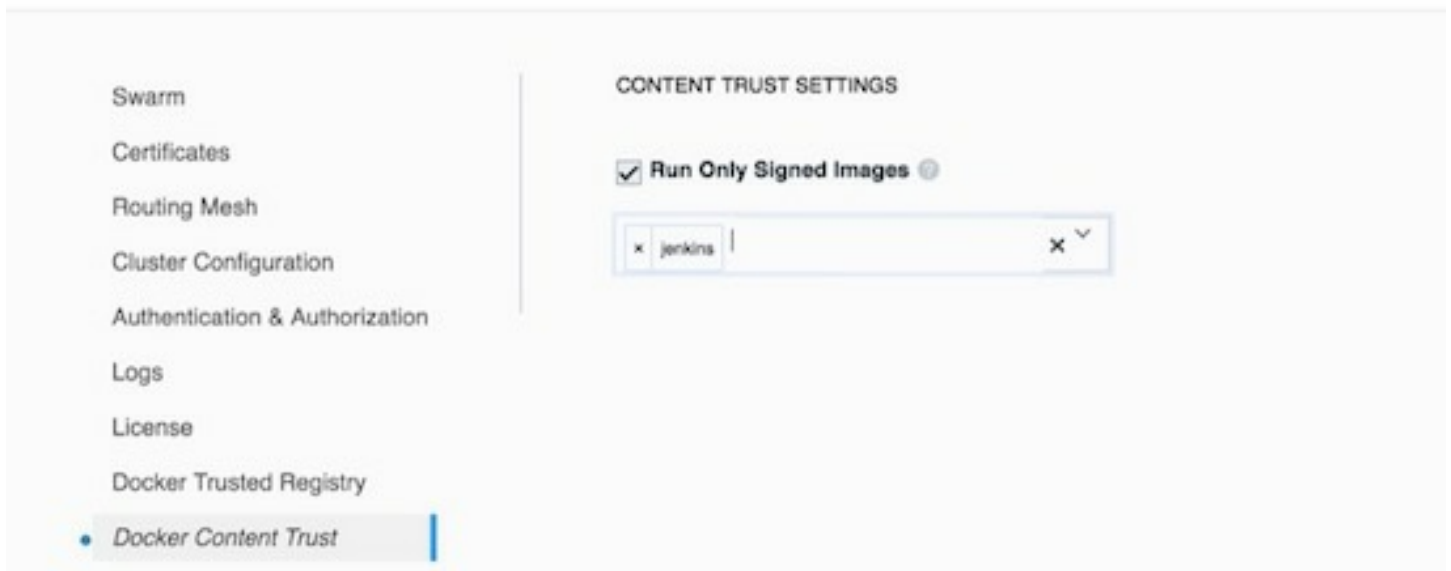 Swarm
Certificates
Routing Mesh
Cluster Configuration
Authentication & Authorization
Logs
License
Docker Trusted Registry
Docker Content Trust
CONTENT TRUST SETTINGS
Run Only Signed Images
jenkins